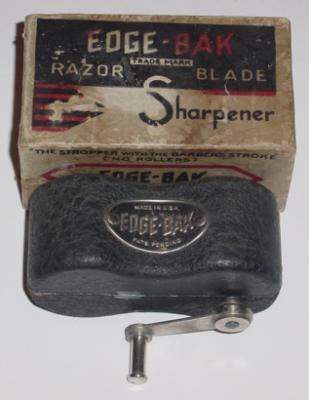 EDGE-BAK
TRADE MARK
RAZOR BLADE
Sharpener
"THE STROPPER WITH THE BARBERS STROKE"
(NO ROLLERS)
EDGE-BAK
MADE IN U.S.A.
EDGE-BAK
PATS. PENDING